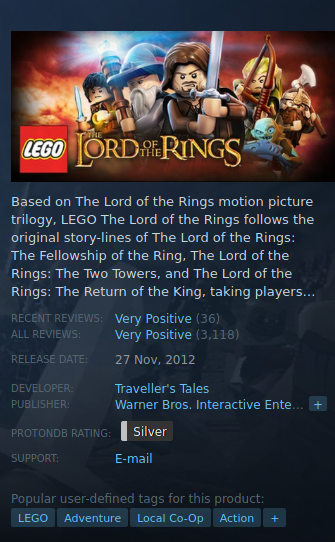 LEGO THE LORD OF THE RINGS
Based on The Lord of the Rings motion picture
trilogy, LEGO The Lord of the Rings follows the
original story-lines of The Lord of the Rings:
The Fellowship of the Ring, The Lord of the
Rings: The Two Towers, and The Lord of the
Rings: The Return of the King, taking players...
RECENT REVIEWS: Very Positive (36)
ALL REVIEWS: Very Positive (3,118)
RELEASE DATE: 27 Nov, 2012
DEVELOPER: Traveller's Tales
PUBLISHER: Warner Bros. Interactive Ente... +
PROTONDB RATING: Silver
SUPPORT: E-mail
Popular user-defined tags for this product:
LEGO Adventure Local Co-Op Action +